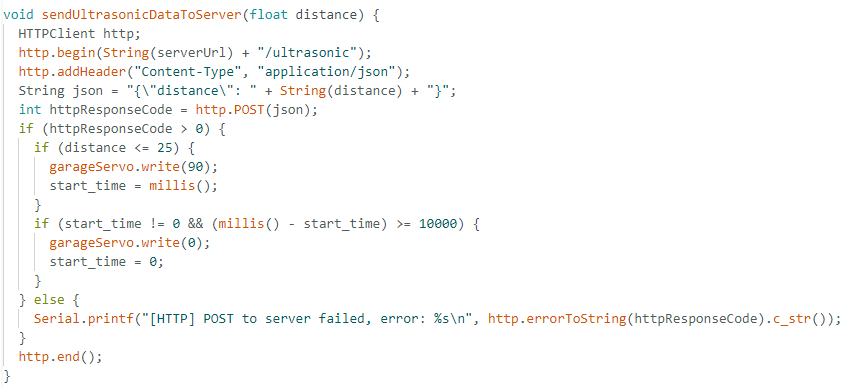 void sendUltrasonicDataToServer(float distance) {
  HTTPClient http;
  http.begin(String(serverUrl) + "/ultrasonic");
  http.addHeader("Content-Type", "application/json");
  String json = "{\"distance\": " + String(distance) + "}";
  int httpResponseCode = http.POST(json);
  if (httpResponseCode > 0) {
    if (distance <= 25) {
      garageServo.write(90);
      start_time = millis();
    }
    if (start_time != 0 && (millis() - start_time) >= 10000) {
      garageServo.write(0);
      start_time = 0;
    }
  } else {
    Serial.printf("[HTTP] POST to server failed, error: %s\n", http.errorToString(httpResponseCode).c_str());
  }
  http.end();
}